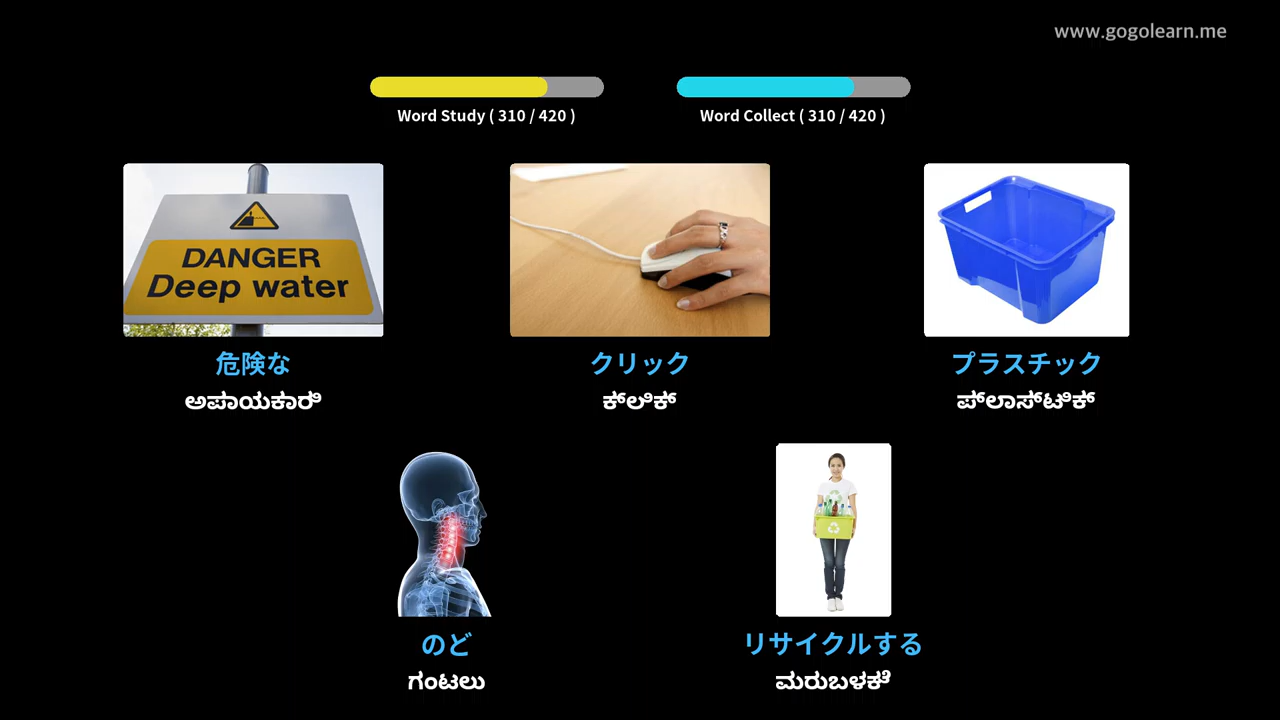 www.gogolearn.me
Word Study ( 310 / 420 )
Word Collect ( 310 / 420 )
DANGER
Deep water
危険な
クリック
プラスチック
ಅಪಾಯಕಾರಿ
ಕ್ಲಿಕ್
ಪ್ಲಾಸ್ಟಿಕ್
のど
リサイクルする
ಗಂಟಲು
ಮರುಬಳಕೆ